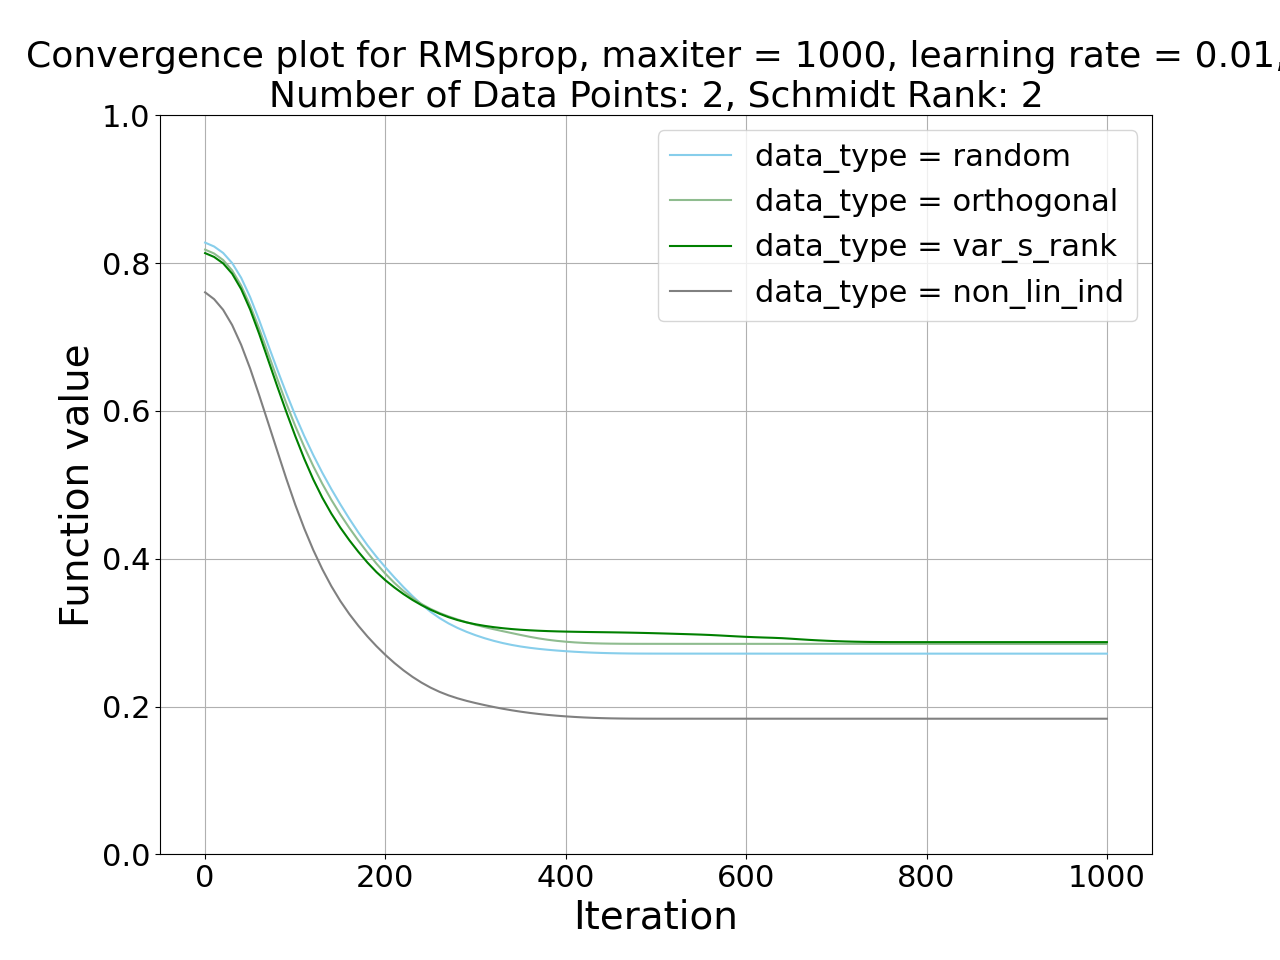 Convergence plot for RMSprop, maxiter = 1000, learning rate = 0.01,
Number of Data Points: 2, Schmidt Rank: 2
data_type = random
data_type = orthogonal
data_type = var_s_rank
data_type = non_lin_ind
Function value
1.0
0.8
0.6
0.4
0.2
0.0
0 200 400 600 800 1000
Iteration